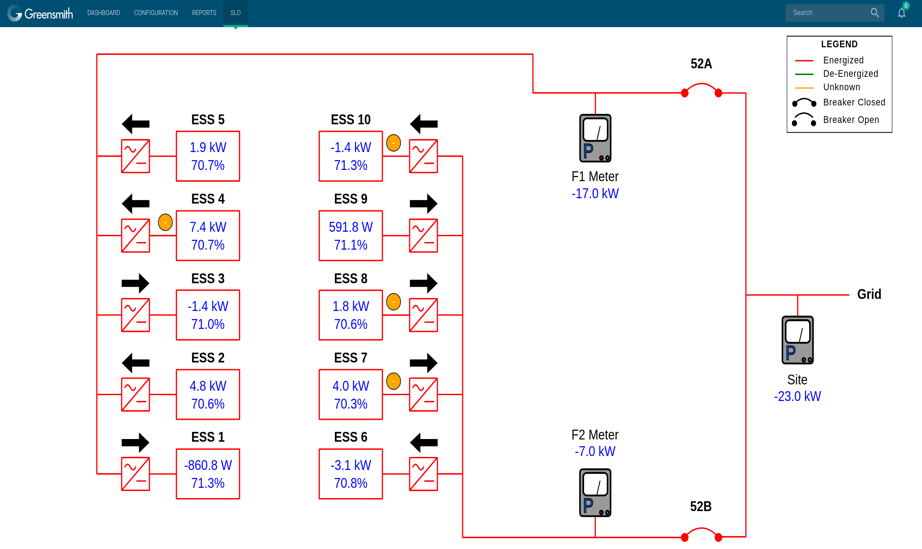 Greensmith
DASHBOARD
CONFIGURATION
REPORTS
SLD
Search
6
LEGEND
Energized
De-Energized
Unknown
Breaker Closed
Breaker Open
52A
ESS 5
1.9 kW
70.7%
ESS 10
-1.4 kW
71.3%
P
F1 Meter
-17.0 kW
ESS 4
7.4 kW
70.7%
ESS 9
591.8 W
71.1%
ESS 3
-1.4 kW
71.0%
ESS 8
1.8 kW
70.6%
Grid
P
Site
-23.0 kW
ESS 2
4.8 kW
70.6%
ESS 7
4.0 kW
70.3%
ESS 1
-860.8 W
71.3%
ESS 6
-3.1 kW
70.8%
F2 Meter
-7.0 kW
P
52B